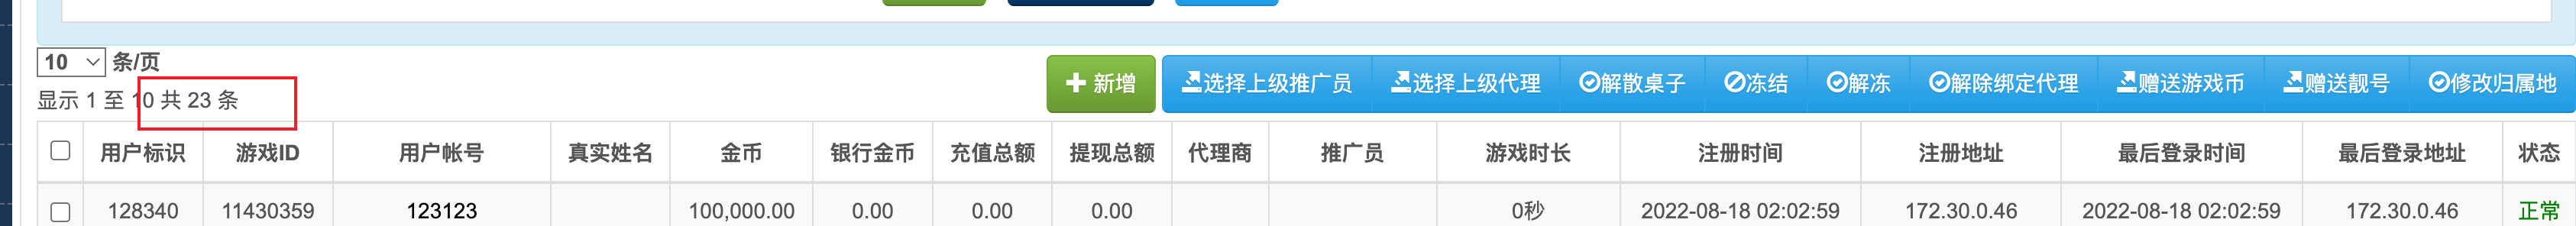 10 条/页
显示 1 至 10 共 23 条
新增 选择上级推广员 选择上级代理 解散桌子 冻结 解冻 解除绑定代理 赠送游戏币 赠送靓号 修改归属地
用户标识 游戏ID 用户帐号 真实姓名 金币 银行金币 充值总额 提现总额 代理商 推广员 游戏时长 注册时间 注册地址 最后登录时间 最后登录地址 状态
128340 11430359 123123 100,000.00 0.00 0.00 0.00 0秒 2022-08-18 02:02:59 172.30.0.46 2022-08-18 02:02:59 172.30.0.46 正常